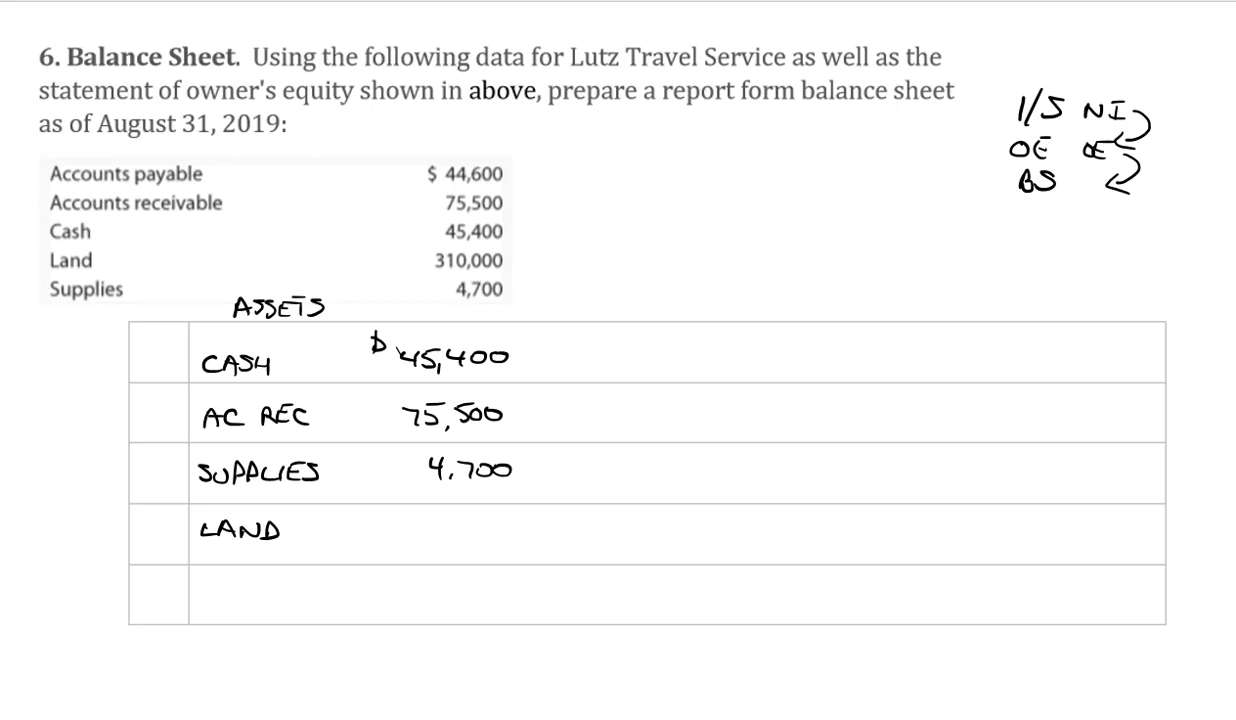 6. Balance Sheet. Using the following data for Lutz Travel Service as well as the
statement of owner's equity shown in above, prepare a report form balance sheet
as of August 31, 2019:
I/S NI
OE OE
BS
Accounts payable $ 44,600
Accounts receivable 75,500
Cash 45,400
Land 310,000
Supplies 4,700
ASSETS
CASH $ 45,400
AC REC 75,500
SUPPLIES 4,700
LAND